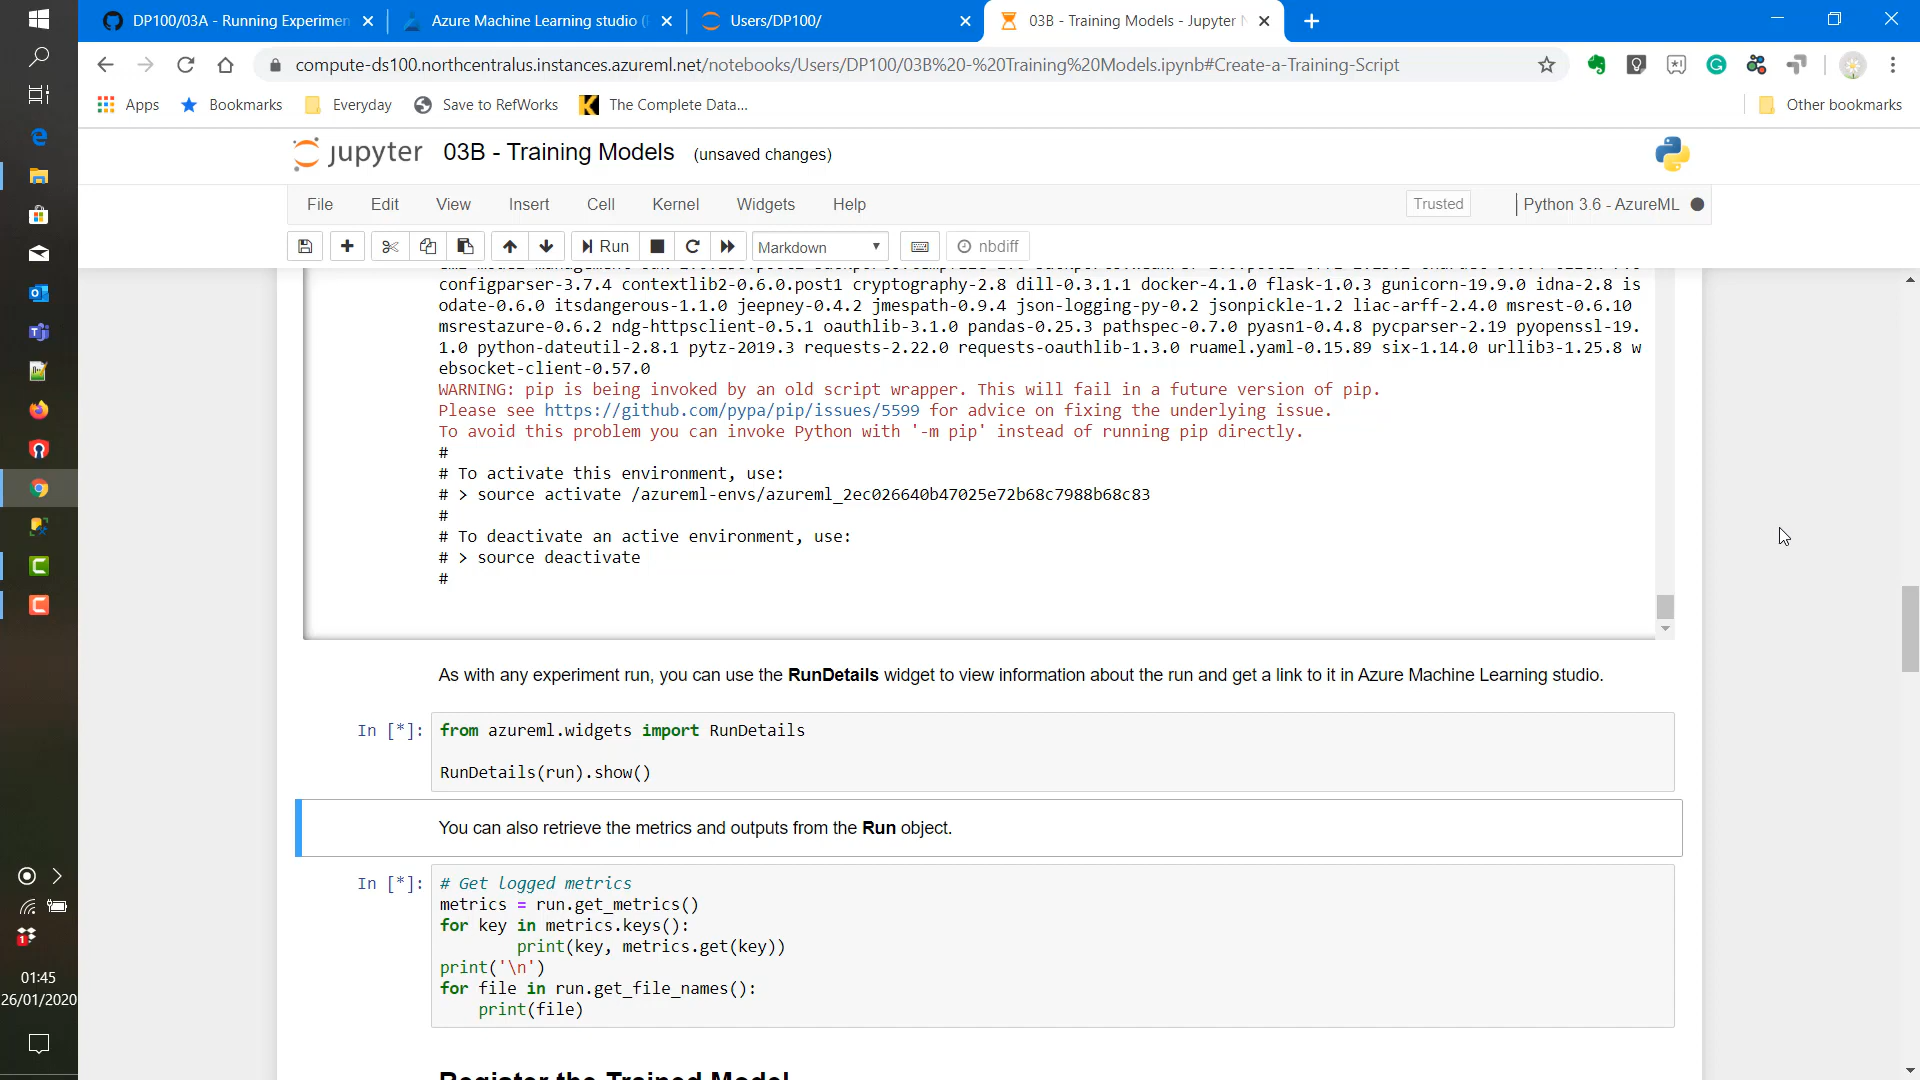 DP100/03A - Running Experimen
Azure Machine Learning studio (
Users/DP100/
03B - Training Models - Jupyter N
compute-ds100.northcentralus.instances.azureml.net/notebooks/Users/DP100/03B%20-%20Training%20Models.ipynb#Create-a-Training-Script
Apps
Bookmarks
Everyday
Save to RefWorks
The Complete Data...
Other bookmarks
jupyter
03B - Training Models
(unsaved changes)
File
Edit
View
Insert
Cell
Kernel
Widgets
Help
Trusted
Python 3.6 - AzureML
Run
Markdown
nbdiff
configparser-3.7.4 contextlib2-0.6.0.post1 cryptography-2.8 dill-0.3.1.1 docker-4.1.0 flask-1.0.3 gunicorn-19.9.0 idna-2.8 is
odate-0.6.0 itsdangerous-1.1.0 jeepney-0.4.2 jmespath-0.9.4 json-logging-py-0.2 jsonpickle-1.2 liac-arff-2.4.0 msrest-0.6.10
msrestazure-0.6.2 ndg-httpsclient-0.5.1 oauthlib-3.1.0 pandas-0.25.3 pathspec-0.7.0 pyasn1-0.4.8 pycparser-2.19 pyopenssl-19.
1.0 python-dateutil-2.8.1 pytz-2019.3 requests-2.22.0 requests-oauthlib-1.3.0 ruamel.yaml-0.15.89 six-1.14.0 urllib3-1.25.8 w
ebsocket-client-0.57.0
WARNING: pip is being invoked by an old script wrapper. This will fail in a future version of pip.
Please see https://github.com/pypa/pip/issues/5599 for advice on fixing the underlying issue.
To avoid this problem you can invoke Python with '-m pip' instead of running pip directly.
#
# To activate this environment, use:
# > source activate /azureml-envs/azureml_2ec026640b47025e72b68c7988b68c83
#
# To deactivate an active environment, use:
# > source deactivate
#
As with any experiment run, you can use the RunDetails widget to view information about the run and get a link to it in Azure Machine Learning studio.
In [*]:
from azureml.widgets import RunDetails
RunDetails(run).show()
You can also retrieve the metrics and outputs from the Run object.
In [*]:
# Get logged metrics
metrics = run.get_metrics()
for key in metrics.keys():
        print(key, metrics.get(key))
print('\n')
for file in run.get_file_names():
    print(file)
Register the Trained Model
01:45
26/01/2020